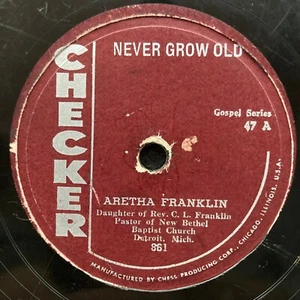 CHECKER
NEVER GROW OLD
Gospel Series
47 A
ARETHA FRANKLIN
Daughter of Rev. C. L. Franklin
Pastor of New Bethel
Baptist Church
Detroit, Mich.
861
MANUFACTURED BY CHESS PRODUCING CORP., CHICAGO, ILLINOIS, U.S.A.